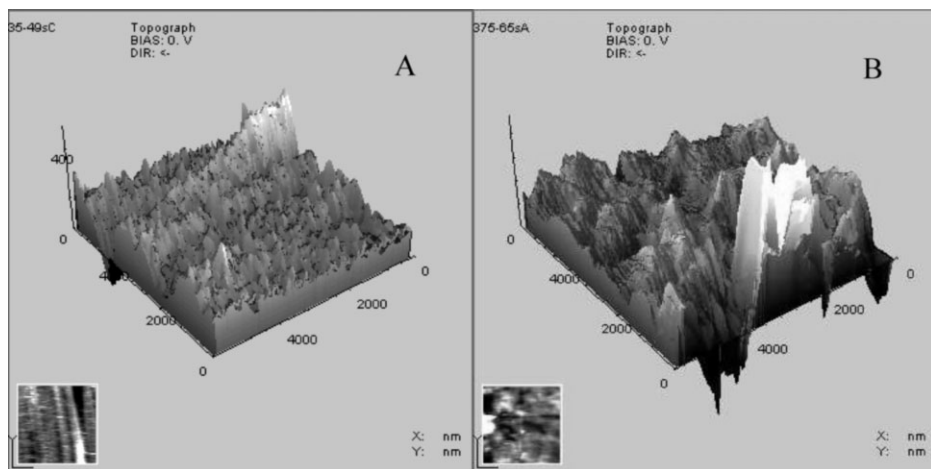 35-49sC
Topograph
BIAS: 0. V
DIR: <-
A
400
0
2000
0
4000
2000
0
X: nm
Y: nm
375-65sA
Topograph
BIAS: 0. V
DIR: <-
B
0
0
4000
2000
2000
4000
0
X: nm
Y: nm